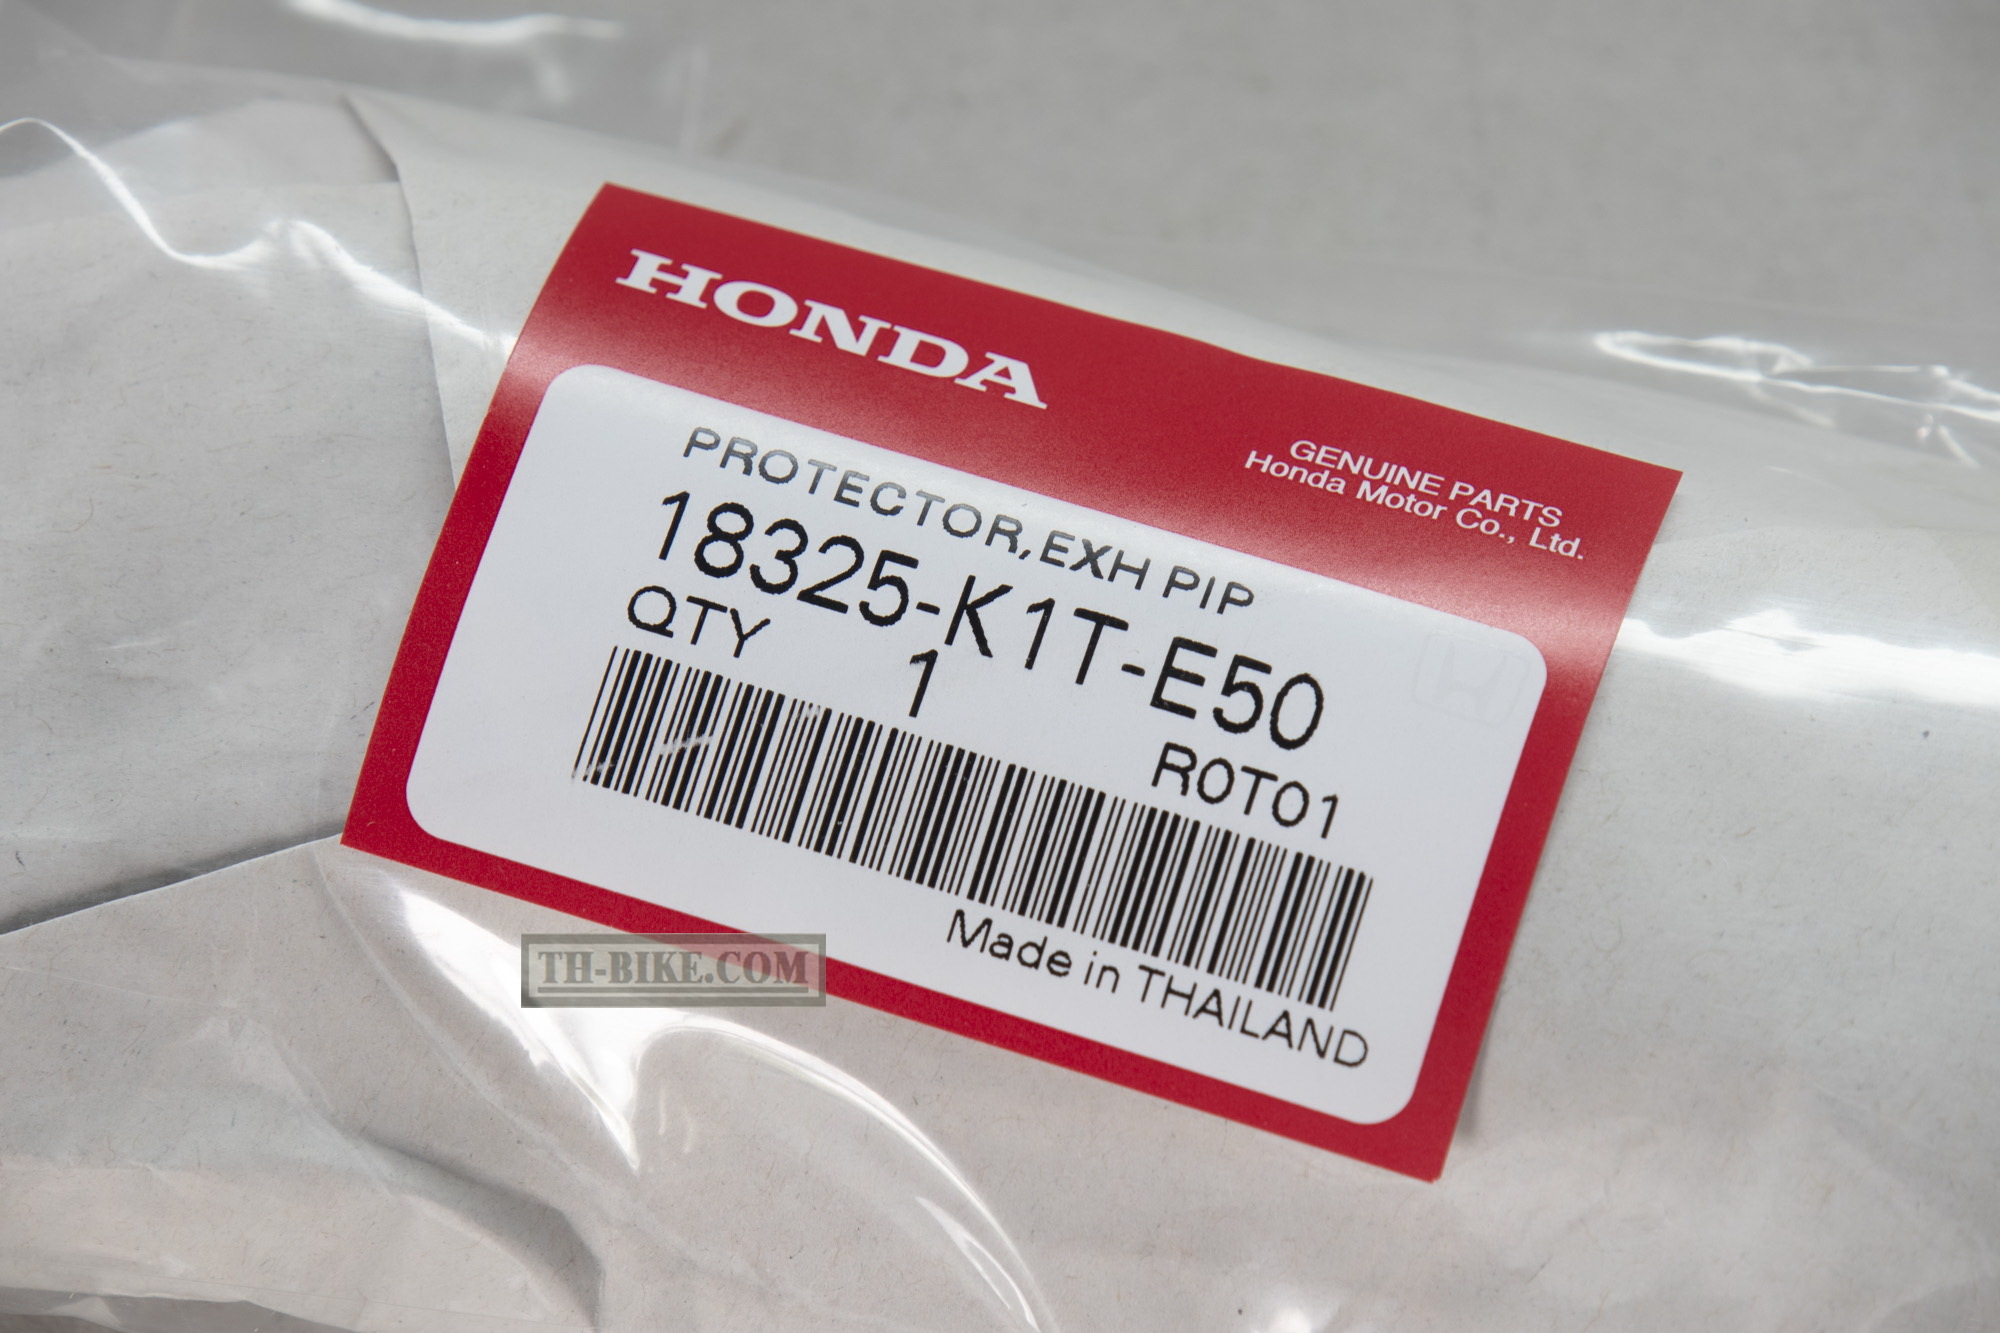 HONDA
GENUINE PARTS
Honda Motor Co., Ltd.
PROTECTOR,EXH PIP
18325-K1T-E50
QTY 1
R0T01
Made in THAILAND
TH-BIKE.COM